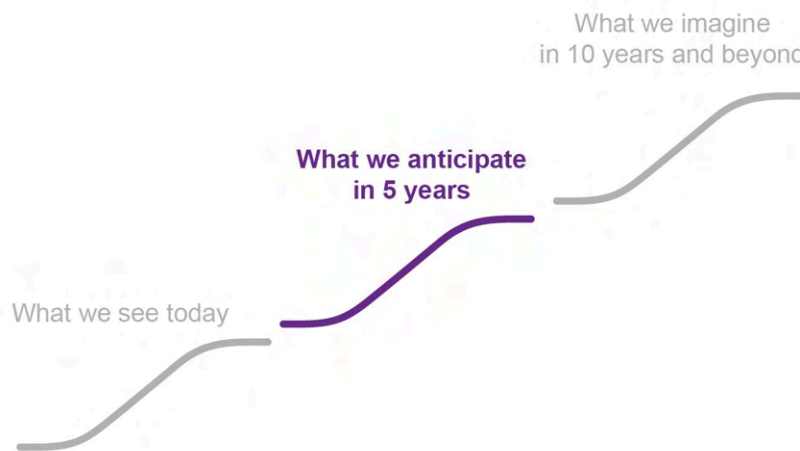 What we imagine
in 10 years and beyond
What we anticipate
in 5 years
What we see today